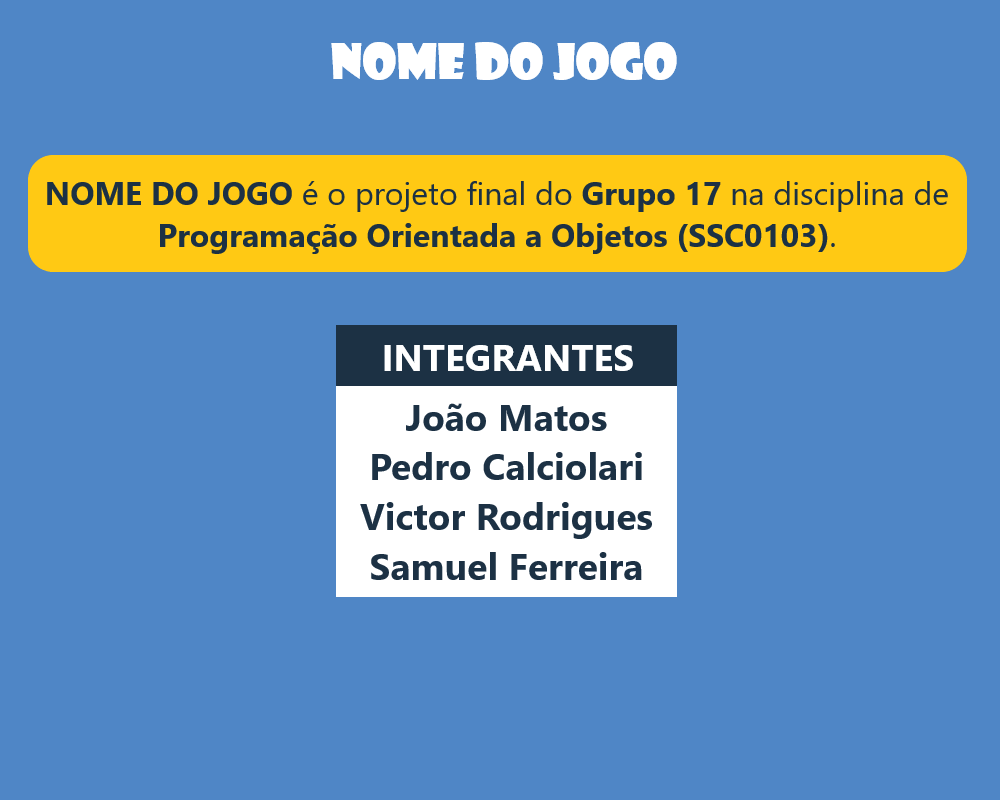 NOME DO JOGO
NOME DO JOGO é o projeto final do Grupo 17 na disciplina de
Programação Orientada a Objetos (SSC0103).
INTEGRANTES
João Matos
Pedro Calciolari
Victor Rodrigues
Samuel Ferreira